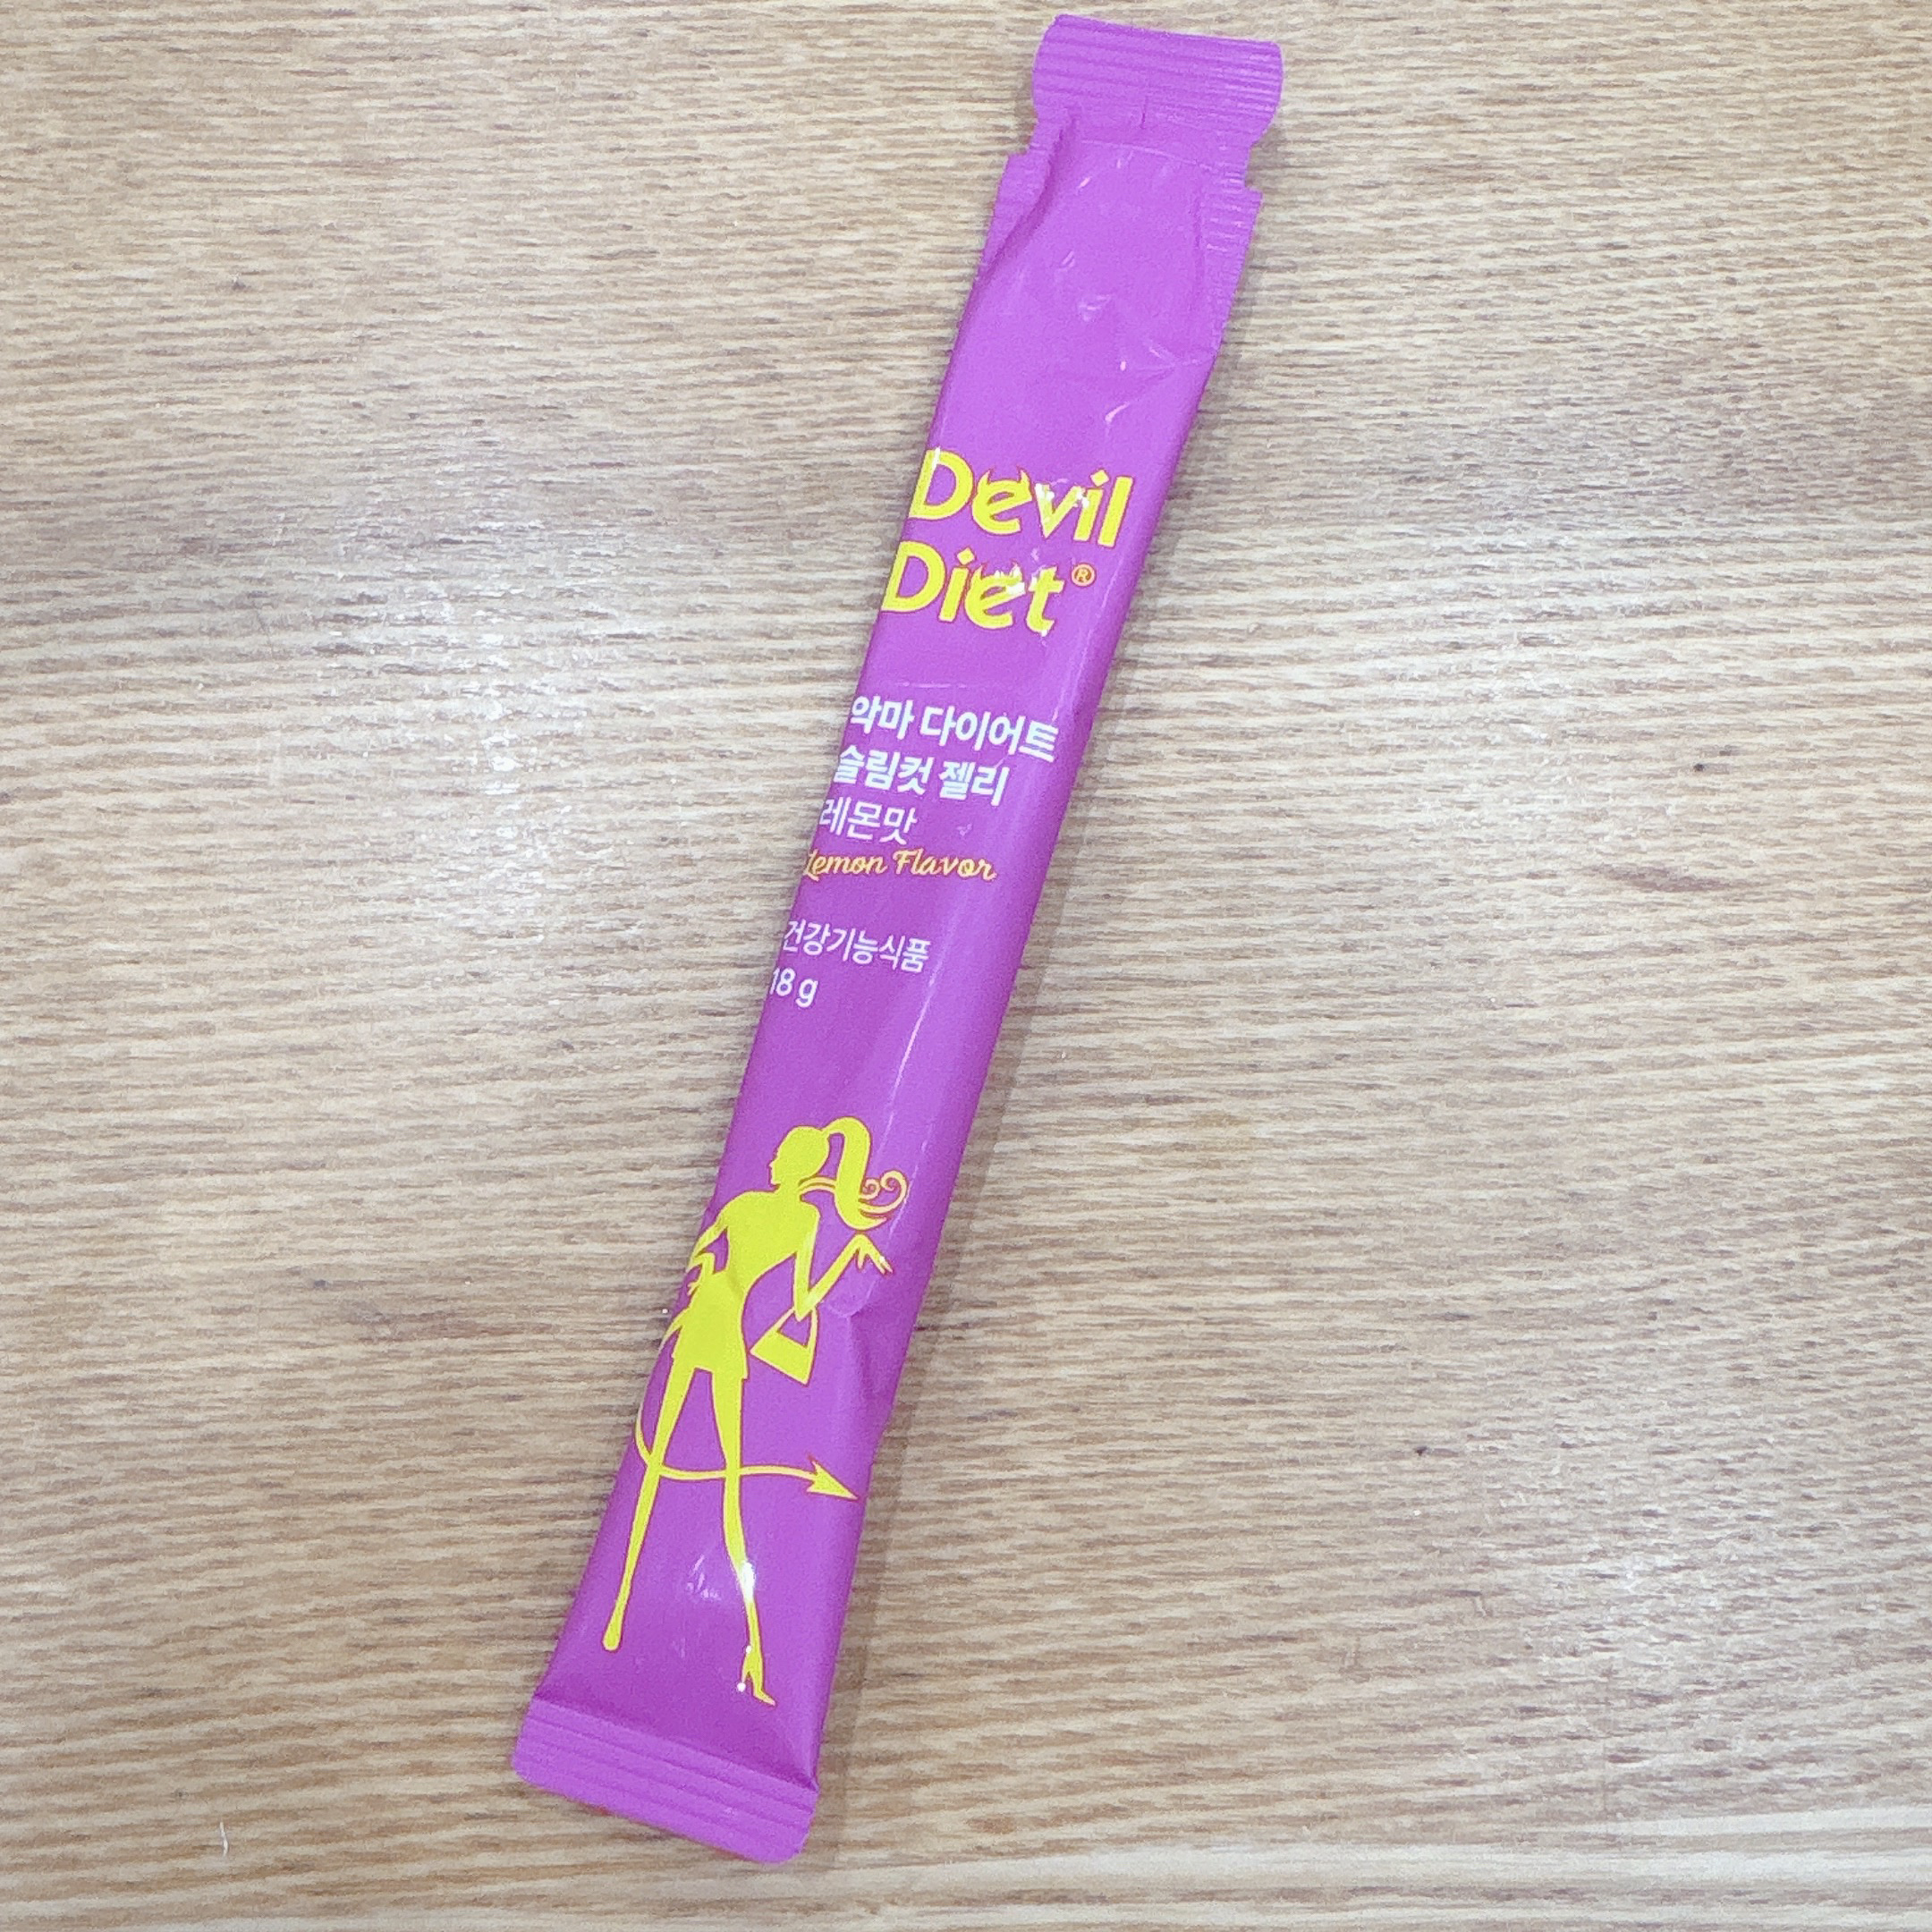 Devil
Diet®
악마 다이어트
슬림컷 젤리
레몬맛
Lemon Flavor
건강기능식품
18 g